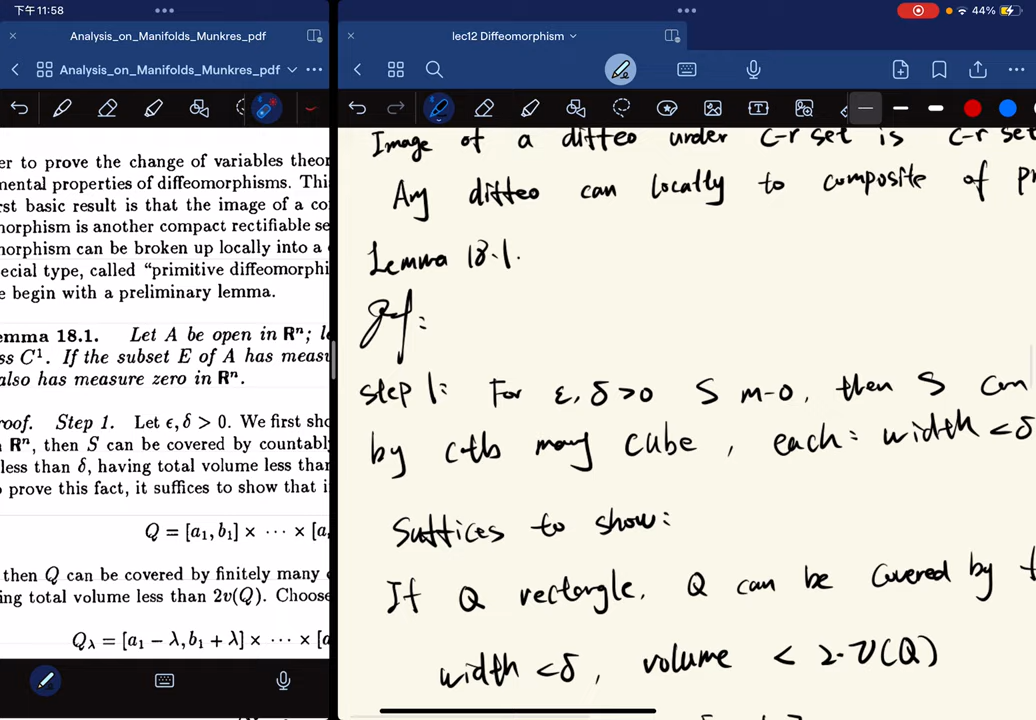 下午11:58
44%
Analysis_on_Manifolds_Munkres_pdf
lec12 Diffeomorphism
Analysis_on_Manifolds_Munkres_pdf
er to prove the change of variables theor
mental properties of diffeomorphisms. This
rst basic result is that the image of a co
morphism is another compact rectifiable se
morphism can be broken up locally into a
ecial type, called "primitive diffeomorphi
e begin with a preliminary lemma.
emma 18.1. Let A be open in Rⁿ; l
ss C¹. If the subset E of A has measu
also has measure zero in Rⁿ.
roof. Step 1. Let ϵ, δ > 0. We first sho
Rⁿ, then S can be covered by countabl
less than δ, having total volume less than
o prove this fact, it suffices to show that i
Q = [a₁, b₁] × ··· × [a
then Q can be covered by finitely many
ing total volume less than 2v(Q). Choose
Q_λ = [a₁ − λ, b₁ + λ] × ··· × [a
Image of a diffeo under C-r set is C-r set
Any diffeo can locally to composite of pr
Lemma 18.1.
pf:
Step 1: For ε, δ >0 S m-0, then S can
by ctb many cube, each: width <δ
Suffices to show:
If Q rectangle, Q can be covered by f
width <δ, volume < 2·V(Q)